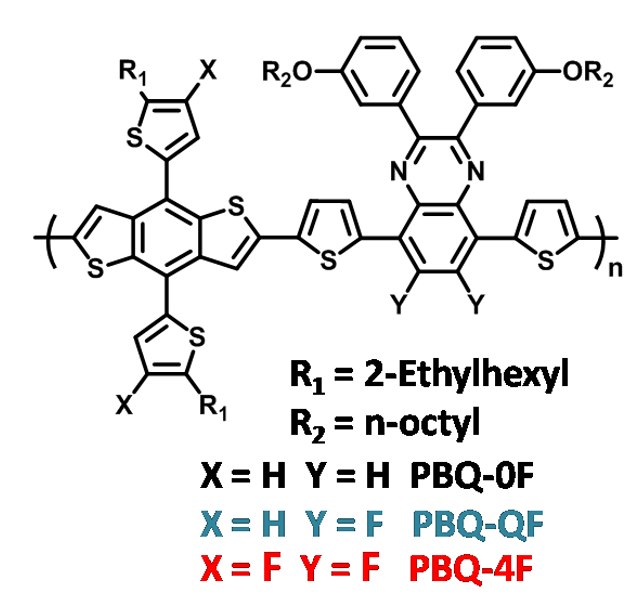 R₁ X
R₂O OR₂
S
N N
S
S S S
n
Y Y
S
X R₁
R₁ = 2-Ethylhexyl
R₂ = n-octyl
X = H Y = H PBQ-0F
X = H Y = F PBQ-QF
X = F Y = F PBQ-4F